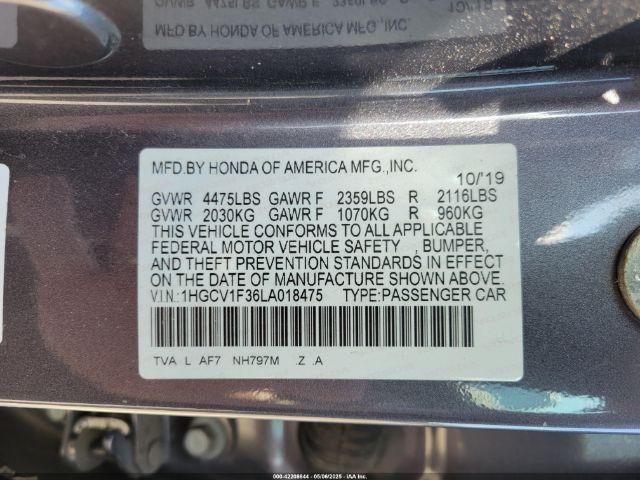 MFD BY HONDA OF AMERICA MFG.,INC.
10/'19
MFD.BY HONDA OF AMERICA MFG.,INC. 10/'19
GVWR 4475LBS GAWR F 2359LBS R 2116LBS
GVWR 2030KG GAWR F 1070KG R 960KG
THIS VEHICLE CONFORMS TO ALL APPLICABLE
FEDERAL MOTOR VEHICLE SAFETY , BUMPER,
AND THEFT PREVENTION STANDARDS IN EFFECT
ON THE DATE OF MANUFACTURE SHOWN ABOVE.
V.I.N.:1HGCV1F36LA018475 TYPE:PASSENGER CAR
TVA L AF7 NH797M .Z .A
000-42208644 - 05/06/2025 - IAA Inc.